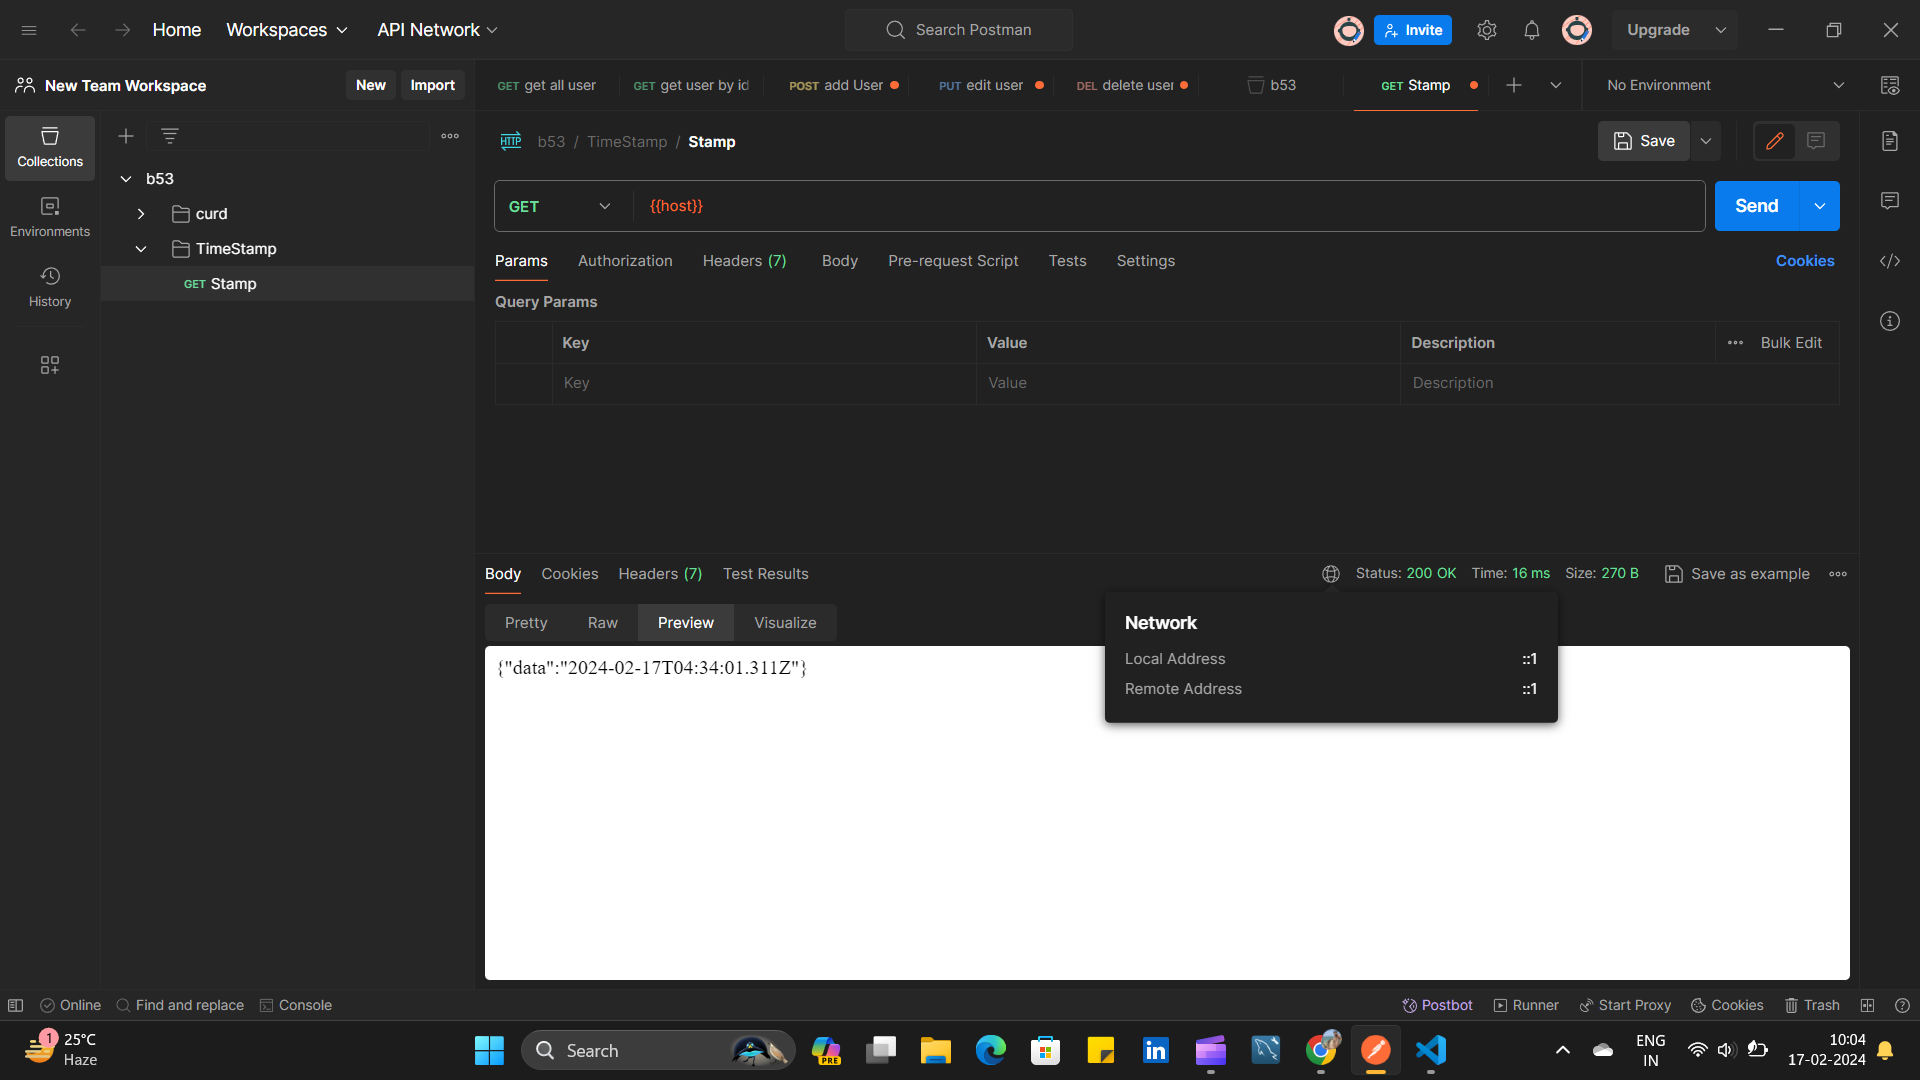 Home Workspaces API Network Search Postman Invite Upgrade
New Team Workspace New Import GET get all user GET get user by id POST add User PUT edit user DEL delete user b53 GET Stamp No Environment
Collections
Environments
History
b53
curd
TimeStamp
GET Stamp
HTTP b53 / TimeStamp / Stamp Save
GET {{host}} Send
Params Authorization Headers (7) Body Pre-request Script Tests Settings Cookies
Query Params
Key Value Description Bulk Edit
Key Value Description
Body Cookies Headers (7) Test Results Status: 200 OK Time: 16 ms Size: 270 B Save as example
Pretty Raw Preview Visualize
{"data":"2024-02-17T04:34:01.311Z"}
Network
Local Address ::1
Remote Address ::1
Online Find and replace Console Postbot Runner Start Proxy Cookies Trash
1 25°C
Haze
Search
PRE
in
ENG
IN
10:04
17-02-2024